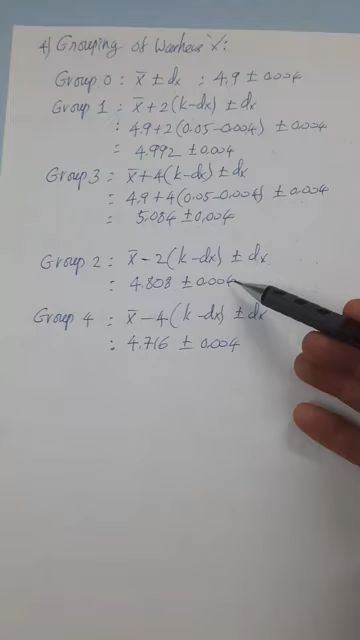 4) Grouping of Washeur 'X':
Group 0 : x̄ ± dx : 4.9 ± 0.004
Group 1 : x̄ + 2(k-dx) ± dx
: 4.9+2(0.05-0.004) ± 0.004
: 4.992 ± 0.004
Group 3 : x̄ + 4(k-dx) ± dx
: 4.9+4(0.05-0.004) ± 0.004
: 5.084 ± 0.004
Group 2 : x̄ - 2(k-dx) ± dx
: 4.808 ± 0.004
Group 4 : x̄ - 4(k-dx) ± dx
: 4.716 ± 0.004